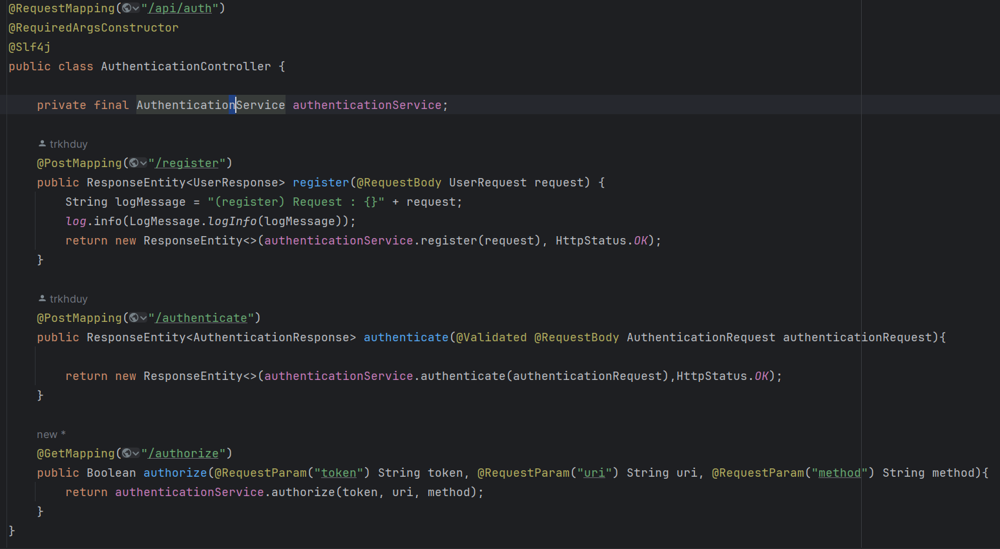 @RequestMapping("/api/auth")
@RequiredArgsConstructor
@Slf4j
public class AuthenticationController {
private final AuthenticationService authenticationService;
trkhduy
@PostMapping("/register")
public ResponseEntity<UserResponse> register(@RequestBody UserRequest request) {
String logMessage = "(register) Request : {}" + request;
log.info(LogMessage.logInfo(logMessage));
return new ResponseEntity<>(authenticationService.register(request), HttpStatus.OK);
}
trkhduy
@PostMapping("/authenticate")
public ResponseEntity<AuthenticationResponse> authenticate(@Validated @RequestBody AuthenticationRequest authenticationRequest){
return new ResponseEntity<>(authenticationService.authenticate(authenticationRequest),HttpStatus.OK);
}
new *
@GetMapping("/authorize")
public Boolean authorize(@RequestParam("token") String token, @RequestParam("uri") String uri, @RequestParam("method") String method){
return authenticationService.authorize(token, uri, method);
}
}